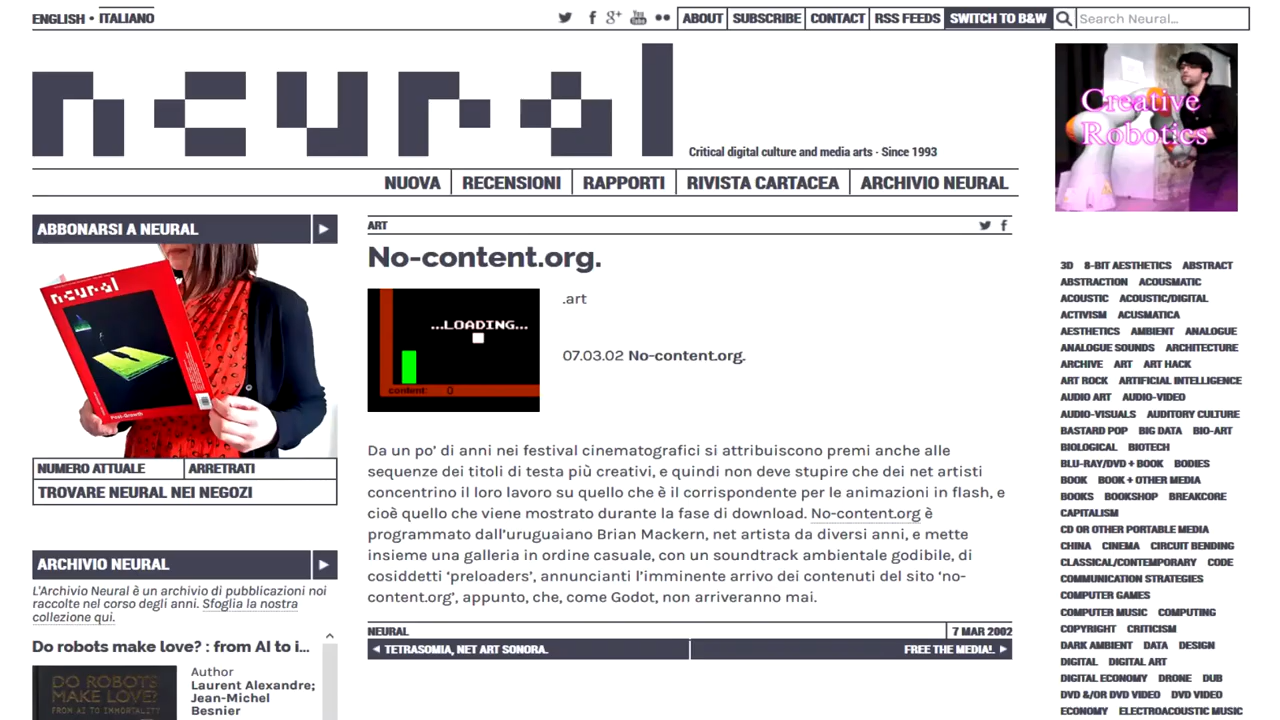 ENGLISH • ITALIANO
ABOUT SUBSCRIBE CONTACT RSS FEEDS SWITCH TO B&W Search Neural...
neural
Critical digital culture and media arts · Since 1993
NUOVA RECENSIONI RAPPORTI RIVISTA CARTACEA ARCHIVIO NEURAL
Creative
Robotics
ABBONARSI A NEURAL
neural
Post-Growth
NUMERO ATTUALE ARRETRATI
TROVARE NEURAL NEI NEGOZI
ARCHIVIO NEURAL
L'Archivio Neural è un archivio di pubblicazioni noi
raccolte nel corso degli anni. Sfoglia la nostra
collezione qui.
Do robots make love? : from AI to i...
DO ROBOTS
MAKE LOVE?
FROM AI TO IMMORTALITY
Author
Laurent Alexandre;
Jean-Michel
Besnier
ART
No-content.org.
...LOADING...
content: 0
.art
07.03.02 No-content.org.
Da un po' di anni nei festival cinematografici si attribuiscono premi anche alle
sequenze dei titoli di testa più creativi, e quindi non deve stupire che dei net artisti
concentrino il loro lavoro su quello che è il corrispondente per le animazioni in flash, e
cioè quello che viene mostrato durante la fase di download. No-content.org è
programmato dall'uruguaiano Brian Mackern, net artista da diversi anni, e mette
insieme una galleria in ordine casuale, con un soundtrack ambientale godibile, di
cosiddetti 'preloaders', annuncianti l'imminente arrivo dei contenuti del sito 'no-
content.org', appunto, che, come Godot, non arriveranno mai.
NEURAL 7 MAR 2002
TETRASOMIA, NET ART SONORA. FREE THE MEDIA!.
3D 8-BIT AESTHETICS ABSTRACT
ABSTRACTION ACOUSMATIC
ACOUSTIC ACOUSTIC/DIGITAL
ACTIVISM ACUSMATICA
AESTHETICS AMBIENT ANALOGUE
ANALOGUE SOUNDS ARCHITECTURE
ARCHIVE ART ART HACK
ART ROCK ARTIFICIAL INTELLIGENCE
AUDIO ART AUDIO-VIDEO
AUDIO-VISUALS AUDITORY CULTURE
BASTARD POP BIG DATA BIO-ART
BIOLOGICAL BIOTECH
BLU-RAY/DVD + BOOK BODIES
BOOK BOOK + OTHER MEDIA
BOOKS BOOKSHOP BREAKCORE
CAPITALISM
CD OR OTHER PORTABLE MEDIA
CHINA CINEMA CIRCUIT BENDING
CLASSICAL/CONTEMPORARY CODE
COMMUNICATION STRATEGIES
COMPUTER GAMES
COMPUTER MUSIC COMPUTING
COPYRIGHT CRITICISM
DARK AMBIENT DATA DESIGN
DIGITAL DIGITAL ART
DIGITAL ECONOMY DRONE DUB
DVD &/OR DVD VIDEO DVD VIDEO
ECONOMY ELECTROACOUSTIC MUSIC